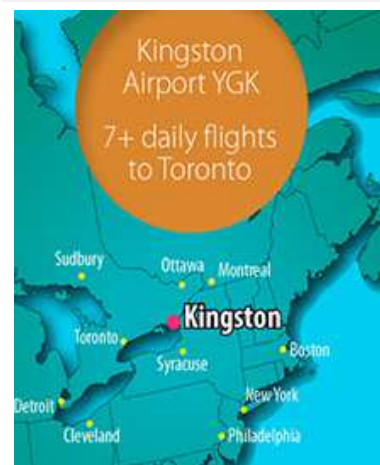 Kingston
Airport YGK
7+ daily flights
to Toronto
Sudbury
Ottawa
Montreal
Kingston
Toronto
Syracuse
Boston
Detroit
New York
Cleveland
Philadelphia